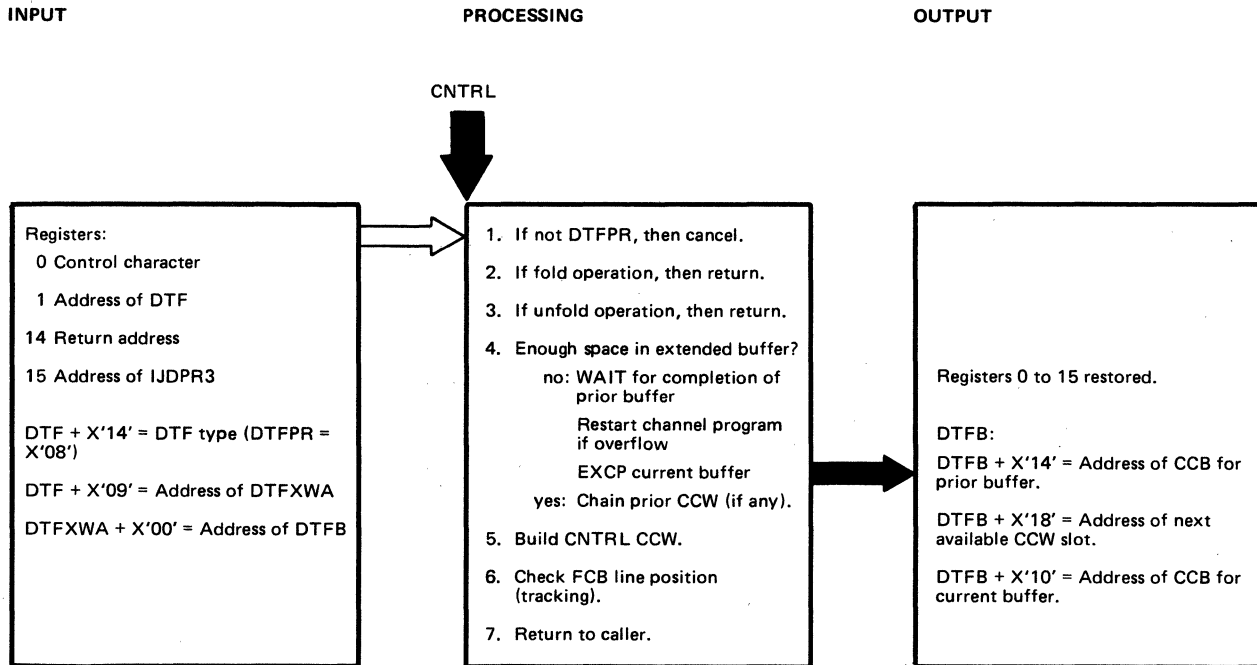 INPUT
PROCESSING
OUTPUT
CNTRL
Registers:
0 Control character
1 Address of DTF
14 Return address
15 Address of IJDPR3
DTF + X'14' = DTF type (DTFPR =
X'08')
DTF + X'09' = Address of DTFXWA
DTFXWA + X'00' = Address of DTFB
1. If not DTFPR, then cancel.
2. If fold operation, then return.
3. If unfold operation, then return.
4. Enough space in extended buffer?
no: WAIT for completion of
prior buffer
Restart channel program
if overflow
EXCP current buffer
yes: Chain prior CCW (if any).
5. Build CNTRL CCW.
6. Check FCB line position
(tracking).
7. Return to caller.
Registers 0 to 15 restored.
DTFB:
DTFB + X'14' = Address of CCB for
prior buffer.
DTFB + X'18' = Address of next
available CCW slot.
DTFB + X'10' = Address of CCB for
current buffer.